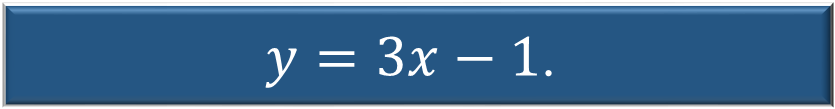 y = 3x − 1.